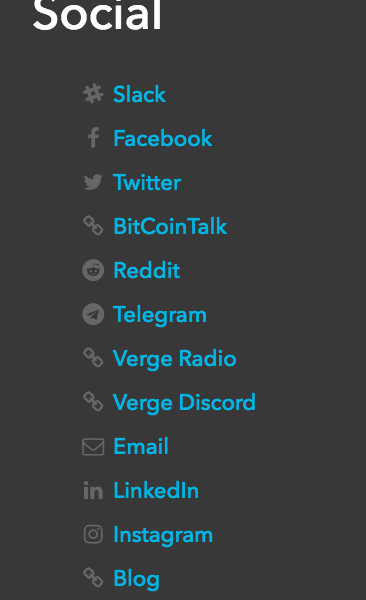 Social
Slack
Facebook
Twitter
BitCoinTalk
Reddit
Telegram
Verge Radio
Verge Discord
Email
LinkedIn
Instagram
Blog